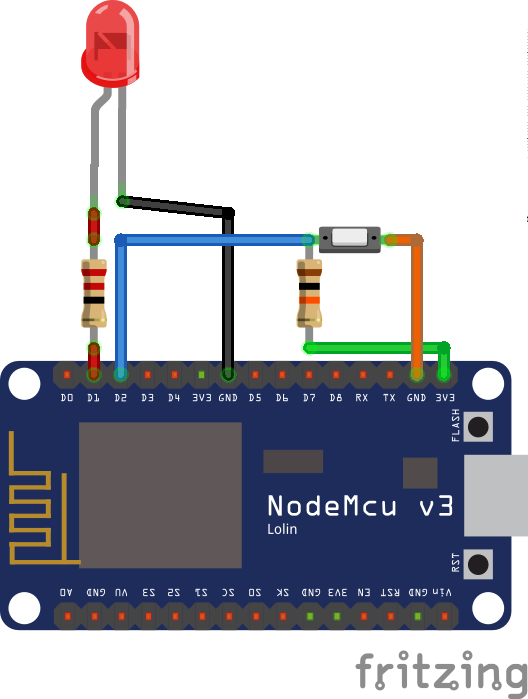 D0 D1 D2 D3 D4 3V3 GND D5 D6 D7 D8 RX TX GND 3V3
FLASH
NodeMcu v3
Lolin
RST
A0 GND VU S3 S2 S1 SC S0 SK GND 3V3 EN RST GND Vin
fritzing